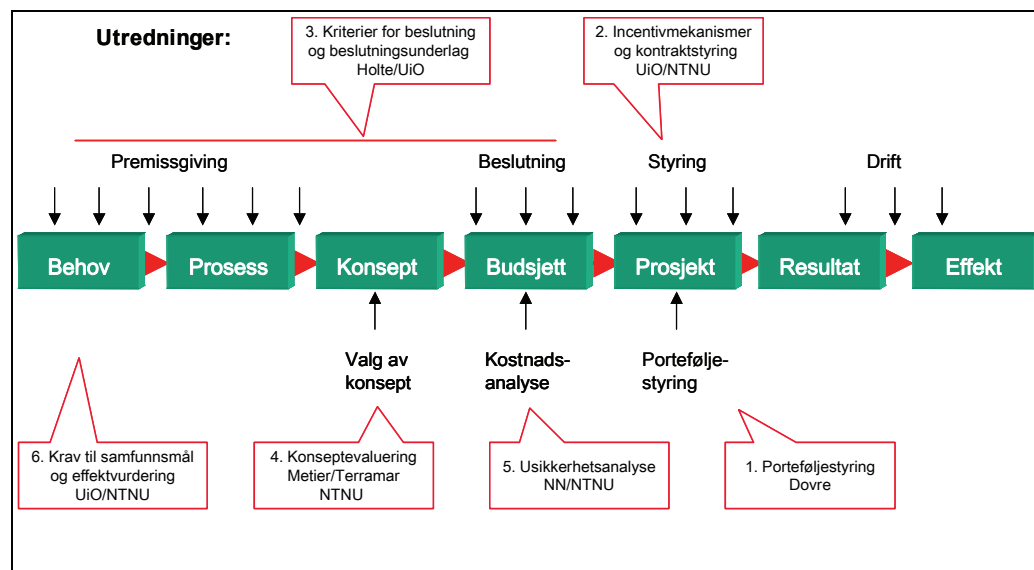 Utredninger:
3. Kriterier for beslutning
og beslutningsunderlag
Holte/UiO
2. Incentivmekanismer
og kontraktstyring
UiO/NTNU
Premissgiving
Beslutning
Styring
Drift
Behov
Prosess
Konsept
Budsjett
Prosjekt
Resultat
Effekt
Valg av
konsept
Kostnads-
analyse
Portefølje-
styring
6. Krav til samfunnsmål
og effektvurdering
UiO/NTNU
4. Konseptevaluering
Metier/Terramar
NTNU
5. Usikkerhetsanalyse
NN/NTNU
1. Porteføljestyring
Dovre